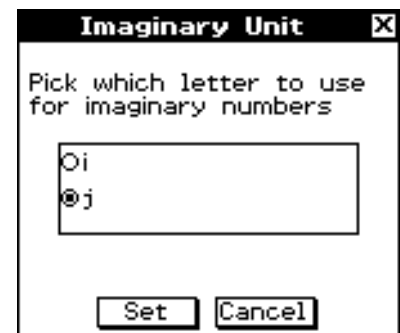 Imaginary Unit X
Pick which letter to use
for imaginary numbers
i
j
Set Cancel